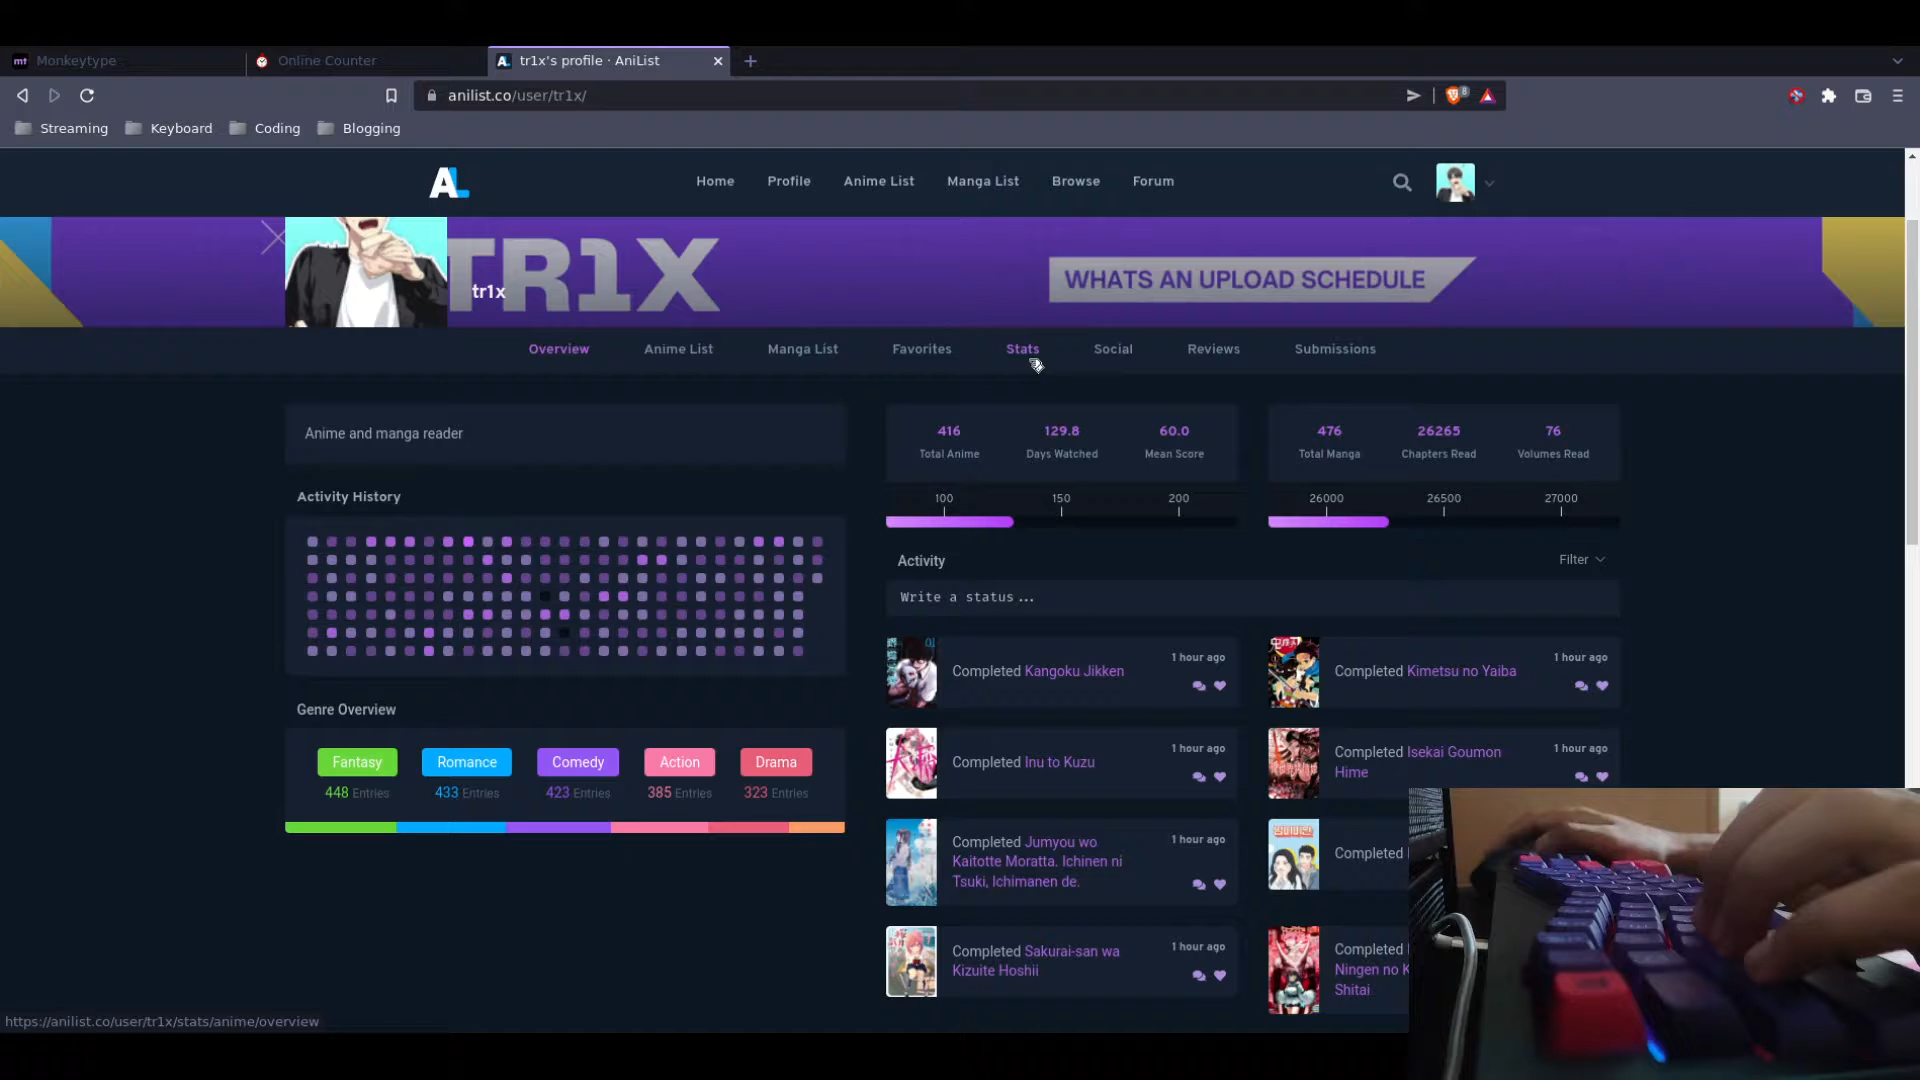 mt Monkeytype
Online Counter
tr1x's profile · AniList
anilist.co/user/tr1x/
8
Streaming
Keyboard
Coding
Blogging
AL
Home
Profile
Anime List
Manga List
Browse
Forum
TR1X
WHATS AN UPLOAD SCHEDULE
tr1x
Overview
Anime List
Manga List
Favorites
Stats
Social
Reviews
Submissions
Anime and manga reader
416
129.8
60.0
Total Anime
Days Watched
Mean Score
476
26265
76
Total Manga
Chapters Read
Volumes Read
100
150
200
26000
26500
27000
Activity History
Activity
Filter
Write a status...
Completed Kangoku Jikken
1 hour ago
Completed Kimetsu no Yaiba
1 hour ago
Genre Overview
Fantasy
Romance
Comedy
Action
Drama
448 Entries
433 Entries
423 Entries
385 Entries
323 Entries
Completed Inu to Kuzu
1 hour ago
Completed Isekai Goumon
Hime
1 hour ago
Completed Jumyou wo
Kaitotte Moratta. Ichinen ni
Tsuki, Ichimanen de.
1 hour ago
Completed
Completed Sakurai-san wa
Kizuite Hoshii
1 hour ago
Completed
Ningen no K
Shitai
https://anilist.co/user/tr1x/stats/anime/overview